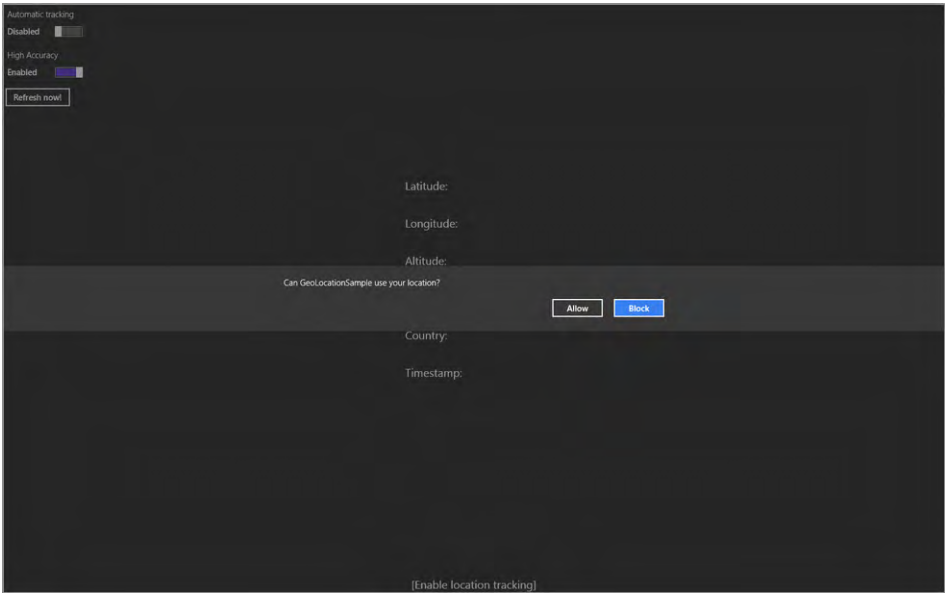 Automatic tracking
Disabled
High Accuracy
Enabled
Refresh now!
Latitude:
Longitude:
Altitude:
Can GeoLocationSample use your location?
Allow Block
Country:
Timestamp:
[Enable location tracking]